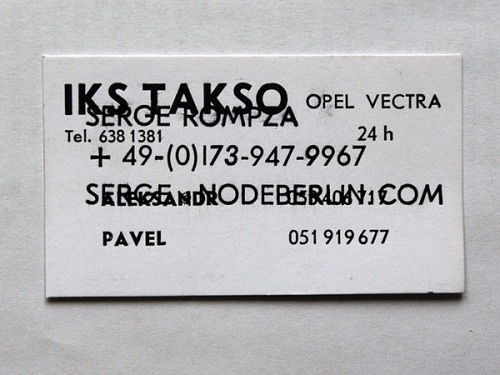 IKS TAKSO OPEL VECTRA
SERGE ROMPZA
Tel. 638 1381 24 h
+ 49-(0)173-947-9967
SERGE NODEBERLIN.COM
ALEKSANDR
PAVEL 051 919 677